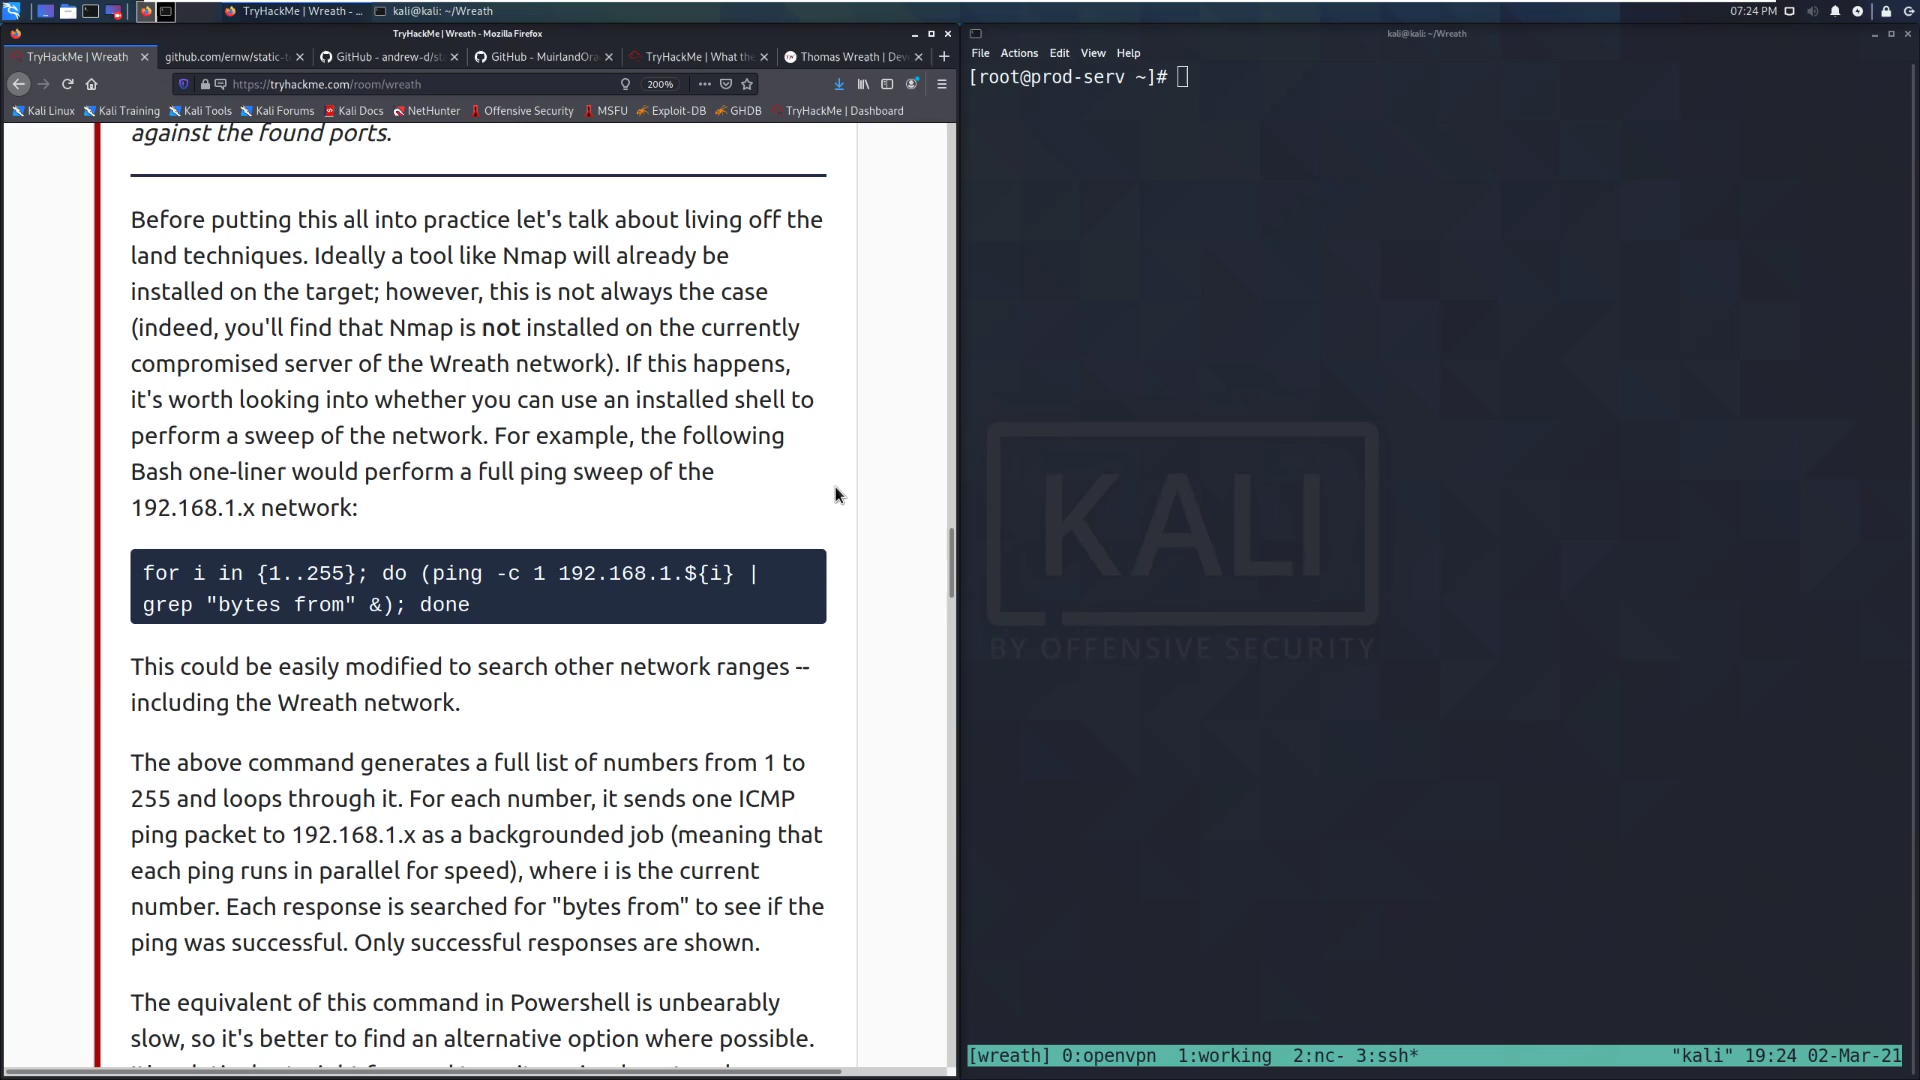 TryHackMe | Wreath - ...
kali@kali: ~/Wreath
07:24 PM
TryHackMe | Wreath - Mozilla Firefox
kali@kali:~/Wreath
TryHackMe | Wreath
github.com/ernw/static-t
GitHub - andrew-d/sta
GitHub - MuirlandOra
TryHackMe | What the
Thomas Wreath | Dev
File Actions Edit View Help
https://tryhackme.com/room/wreath
200%
Kali Linux
Kali Training
Kali Tools
Kali Forums
Kali Docs
NetHunter
Offensive Security
MSFU
Exploit-DB
GHDB
TryHackMe | Dashboard
[root@prod-serv ~]#
against the found ports.
Before putting this all into practice let's talk about living off the
land techniques. Ideally a tool like Nmap will already be
installed on the target; however, this is not always the case
(indeed, you'll find that Nmap is not installed on the currently
compromised server of the Wreath network). If this happens,
it's worth looking into whether you can use an installed shell to
perform a sweep of the network. For example, the following
Bash one-liner would perform a full ping sweep of the
192.168.1.x network:
for i in {1..255}; do (ping -c 1 192.168.1.${i} |
grep "bytes from" &); done
This could be easily modified to search other network ranges --
including the Wreath network.
The above command generates a full list of numbers from 1 to
255 and loops through it. For each number, it sends one ICMP
ping packet to 192.168.1.x as a backgrounded job (meaning that
each ping runs in parallel for speed), where i is the current
number. Each response is searched for "bytes from" to see if the
ping was successful. Only successful responses are shown.
The equivalent of this command in Powershell is unbearably
slow, so it's better to find an alternative option where possible.
KALI
BY OFFENSIVE SECURITY
[wreath] 0:openvpn 1:working 2:nc- 3:ssh*
"kali" 19:24 02-Mar-21